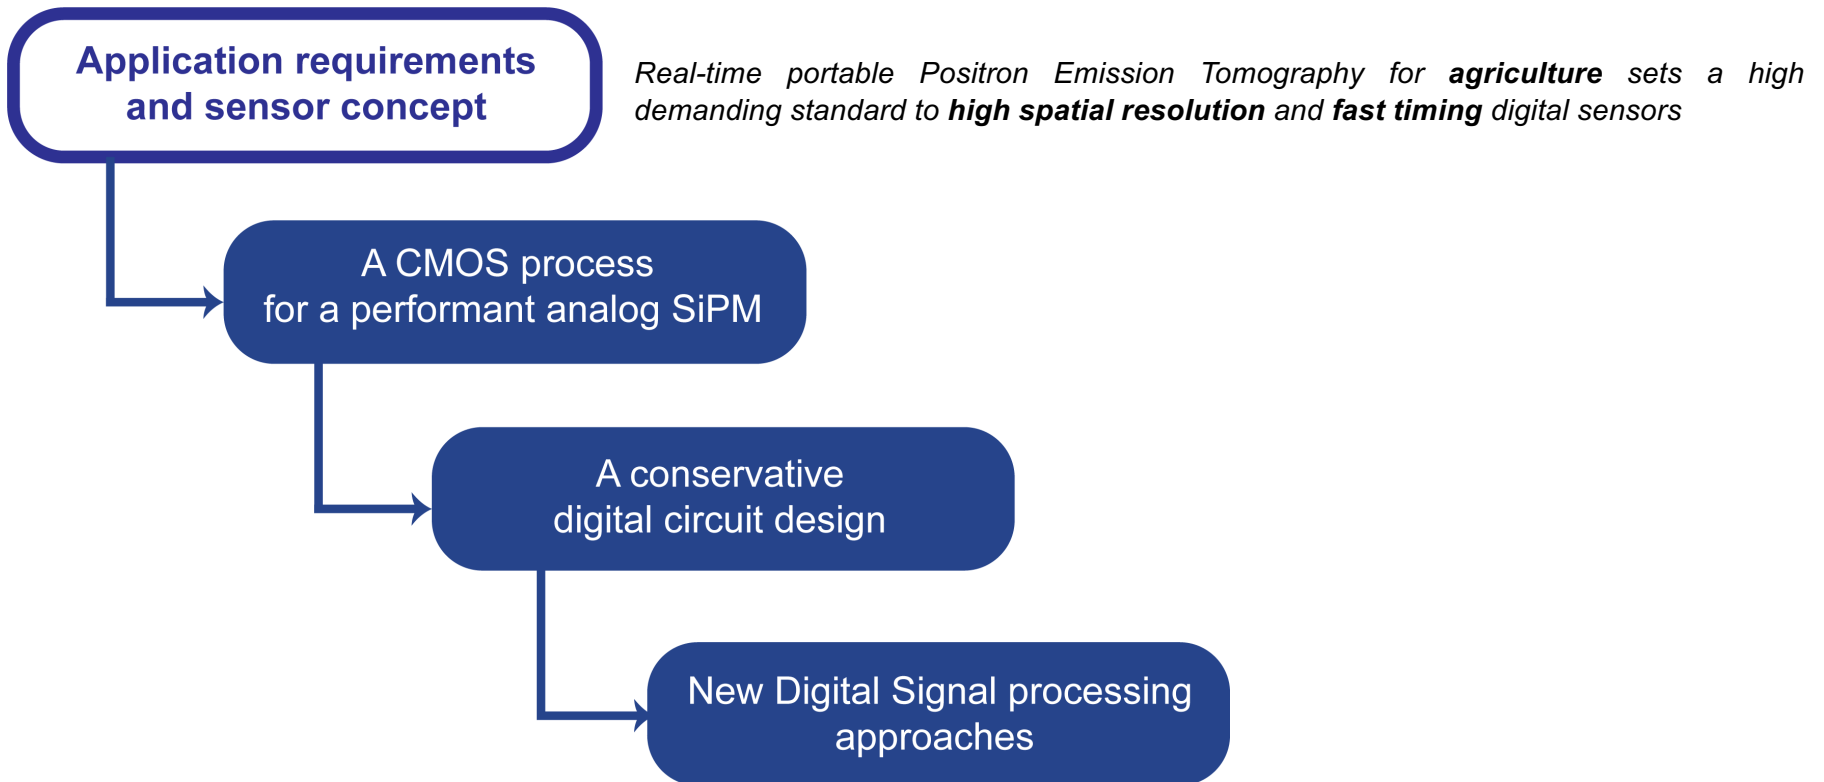 Application requirements
and sensor concept
Real-time portable Positron Emission Tomography for agriculture sets a high
demanding standard to high spatial resolution and fast timing digital sensors
A CMOS process
for a performant analog SiPM
A conservative
digital circuit design
New Digital Signal processing
approaches